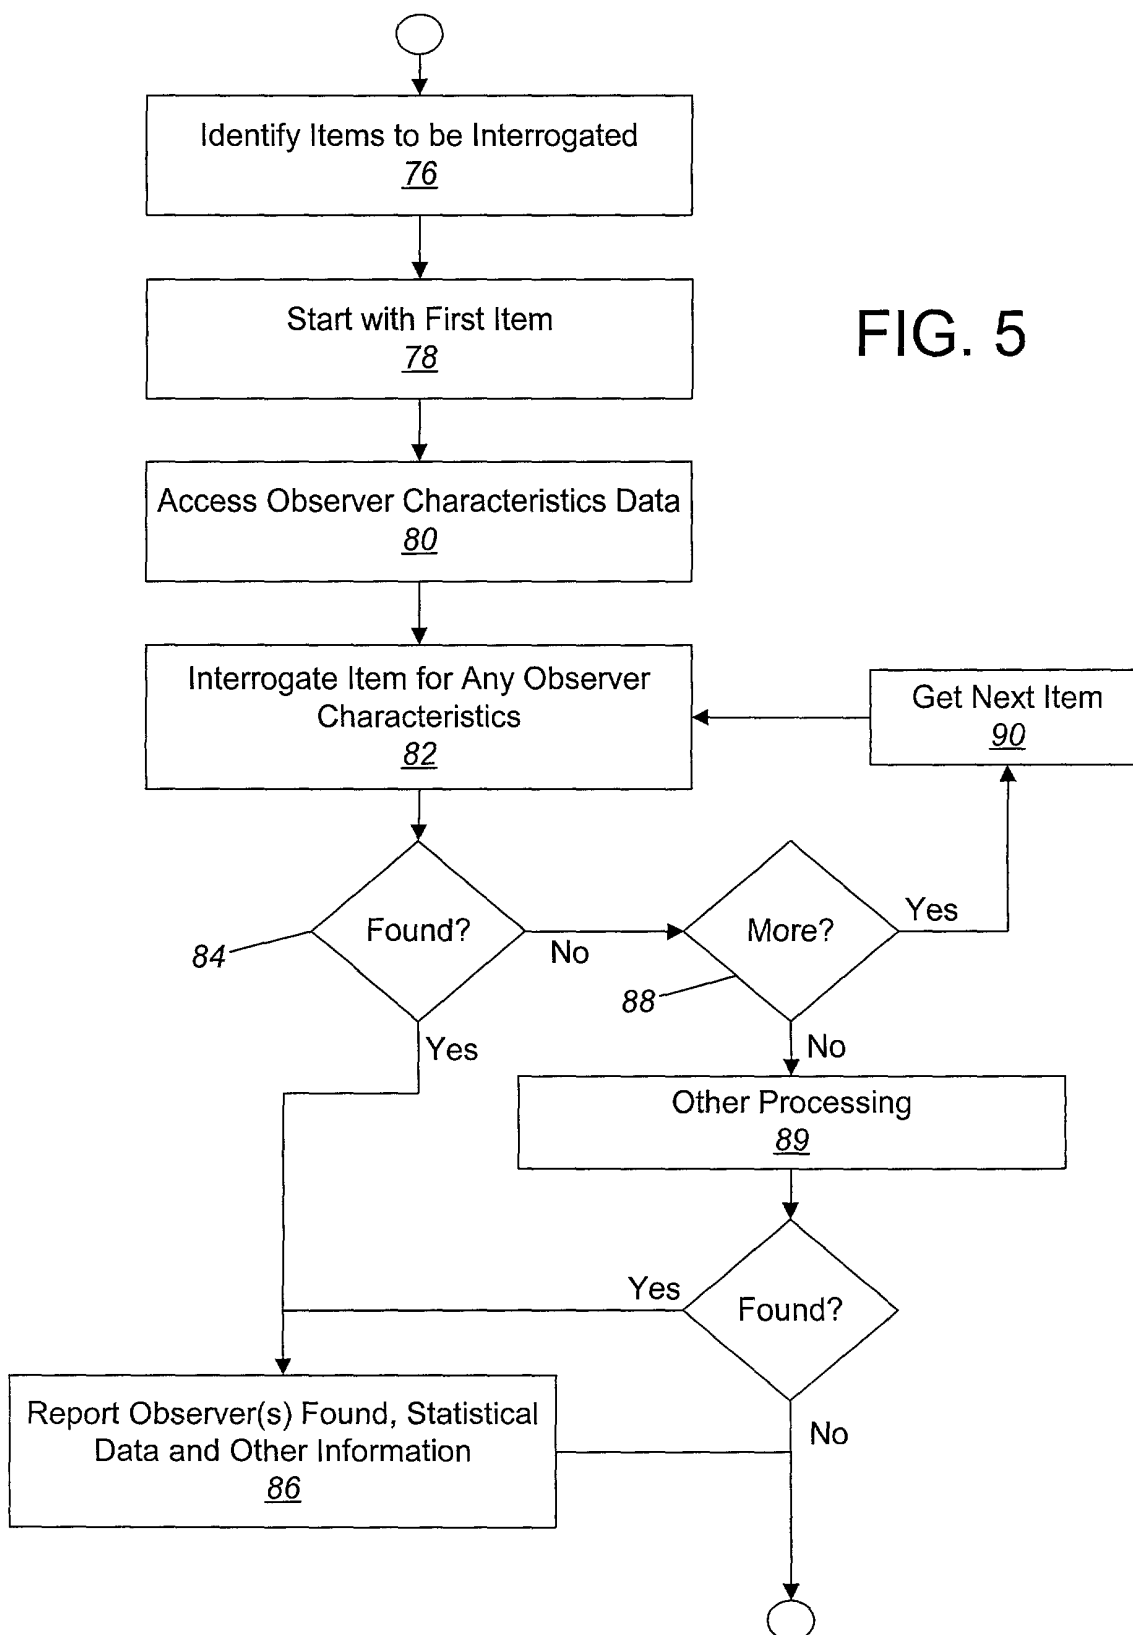 Identify Items to be Interrogated
76
Start with First Item
78
FIG. 5
Access Observer Characteristics Data
80
Interrogate Item for Any Observer
Characteristics
82
Get Next Item
90
Found?
84
No
More?
88
Yes
Yes
No
Other Processing
89
Yes
Found?
No
Report Observer(s) Found, Statistical
Data and Other Information
86